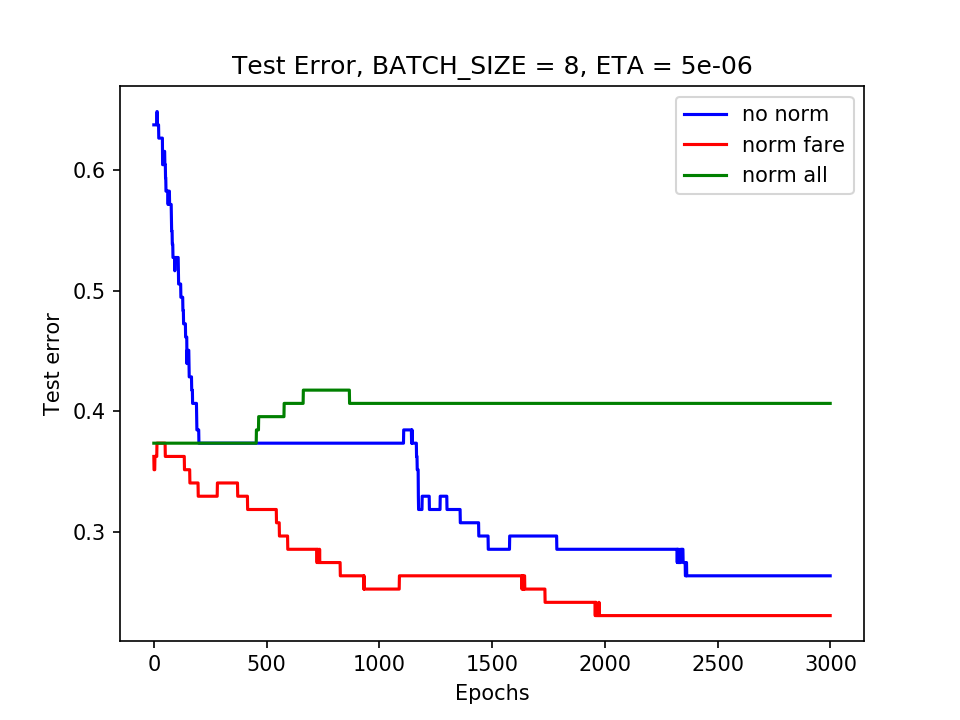 Test Error, BATCH_SIZE = 8, ETA = 5e-06
no norm
norm fare
norm all
0.6
0.5
0.4
0.3
Test error
0
500
1000
1500
2000
2500
3000
Epochs